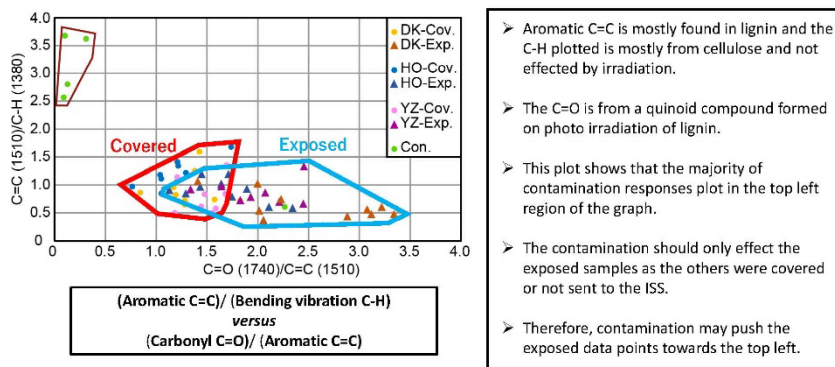 4.0
3.5
3.0
2.5
2.0
1.5
1.0
0.5
0
C=C (1510)/C-H (1380)
DK-Cov.
DK-Exp.
HO-Cov.
HO-Exp.
YZ-Cov.
YZ-Exp.
Con.
Covered
Exposed
0.0 0.5 1.0 1.5 2.0 2.5 3.0 3.5 4.0
C=O (1740)/C=C (1510)
(Aromatic C=C)/ (Bending vibration C-H)
versus
(Carbonyl C=O)/ (Aromatic C=C)
➢ Aromatic C=C is mostly found in lignin and the
C-H plotted is mostly from cellulose and not
effected by irradiation.
➢ The C=O is from a quinoid compound formed
on photo irradiation of lignin.
➢ This plot shows that the majority of
contamination responses plot in the top left
region of the graph.
➢ The contamination should only effect the
exposed samples as the others were covered
or not sent to the ISS.
➢ Therefore, contamination may push the
exposed data points towards the top left.